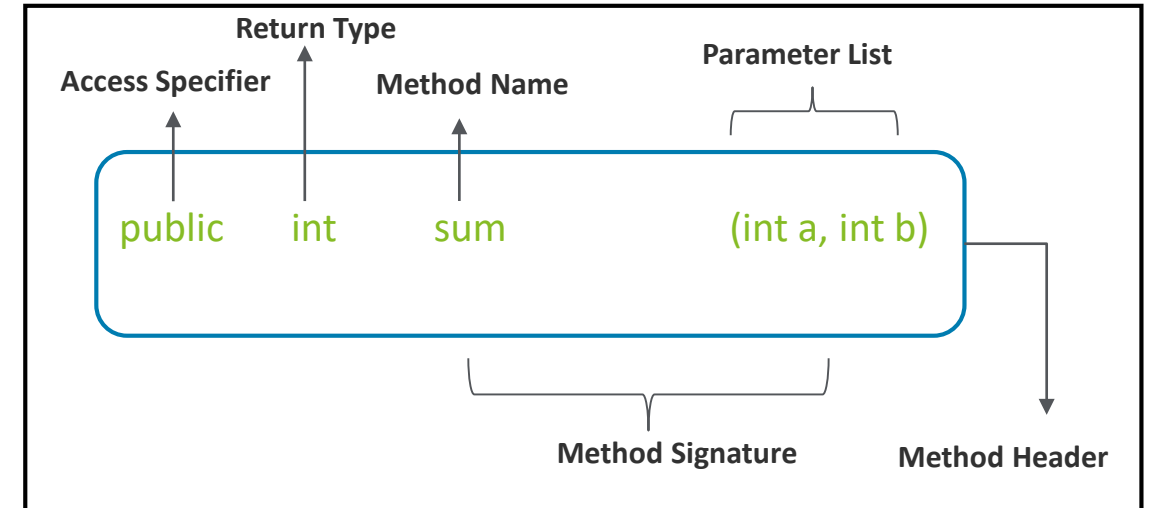 Return Type
Parameter List
Access Specifier
Method Name
public int sum (int a, int b)
Method Signature
Method Header